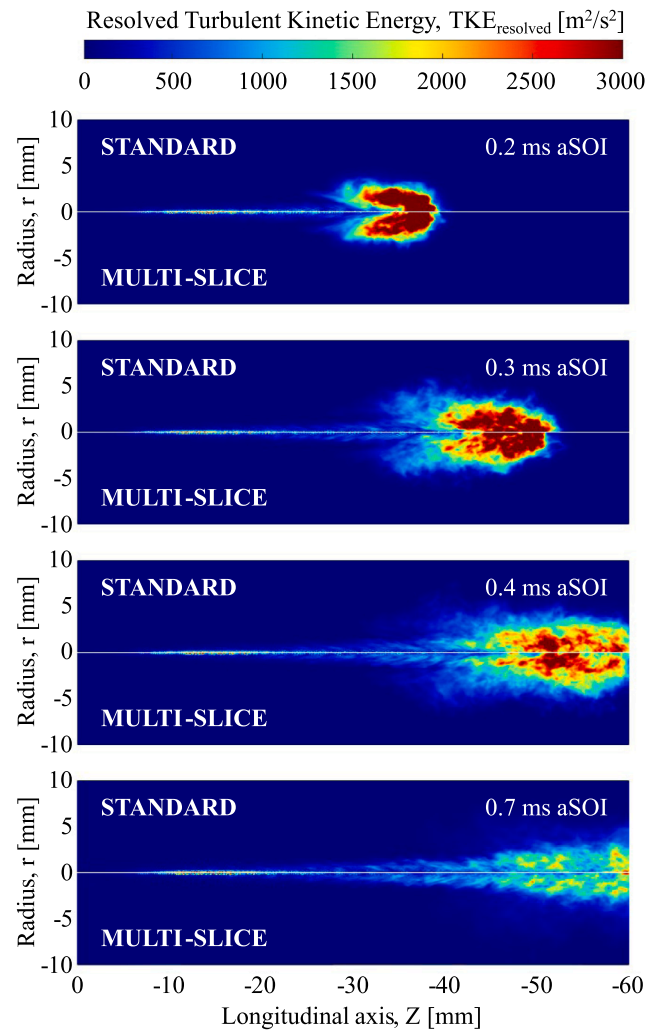 Resolved Turbulent Kinetic Energy, TKEresolved [m²/s²]
0 500 1000 1500 2000 2500 3000
10
STANDARD 0.2 ms aSOI
5
Radius, r [mm]
0
-5
MULTI-SLICE
-10
10
STANDARD 0.3 ms aSOI
5
Radius, r [mm]
0
-5
MULTI-SLICE
-10
10
STANDARD 0.4 ms aSOI
5
Radius, r [mm]
0
-5
MULTI-SLICE
-10
10
STANDARD 0.7 ms aSOI
5
Radius, r [mm]
0
-5
MULTI-SLICE
-10
0 -10 -20 -30 -40 -50 -60
Longitudinal axis, Z [mm]